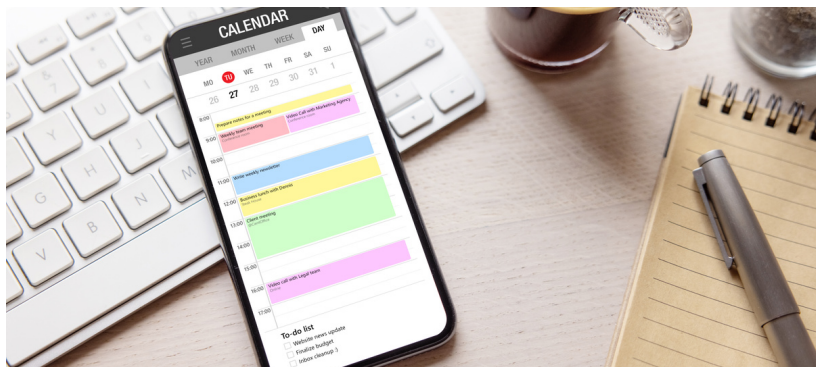 CALENDAR
YEAR MONTH WEEK DAY
MO TU WE TH FR SA SU
26 27 28 29 30 31 1
8:00
Prepare notes for a meeting
9:00
Weekly team meeting
Video Call with Marketing Agency
10:00
11:00
Write weekly newsletter
12:00
Business lunch with Dennis
13:00
Client meeting
14:00
15:00
16:00
Video call with Legal team
17:00
To-do list
Website news update
Finalize budget
Inbox cleanup :)
G H J
V B N M